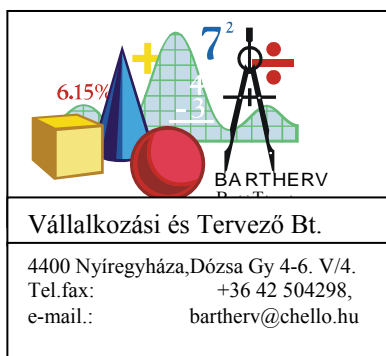 7²
6.15%
4
-3
BARTHERV
Vállalkozási és Tervező Bt.
4400 Nyíregyháza,Dózsa Gy 4-6. V/4.
Tel.fax: +36 42 504298,
e-mail.: bartherv@chello.hu